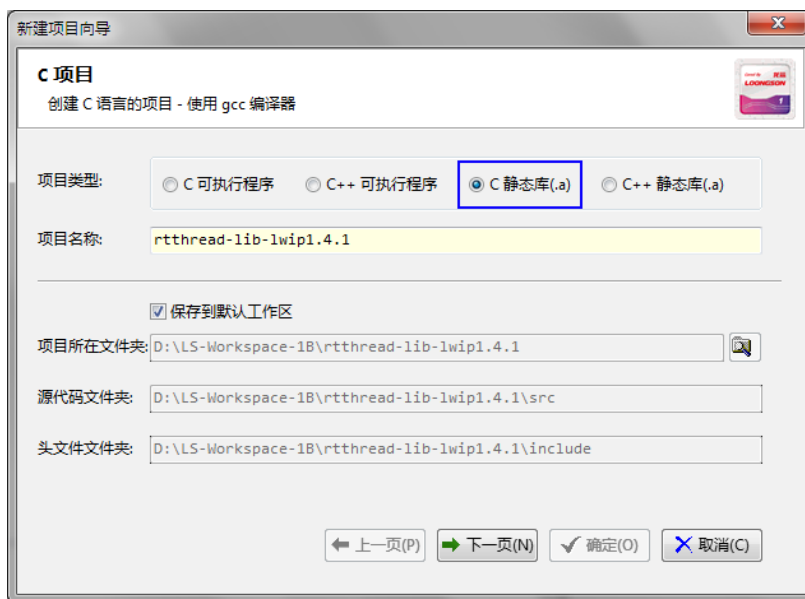 新建项目向导
C 项目
创建 C 语言的项目 - 使用 gcc 编译器
LOONGSON
项目类型: C 可执行程序 C++ 可执行程序 C 静态库(.a) C++ 静态库(.a)
项目名称: rtthread-lib-lwip1.4.1
保存到默认工作区
项目所在文件夹: D:\LS-Workspace-1B\rtthread-lib-lwip1.4.1
源代码文件夹: D:\LS-Workspace-1B\rtthread-lib-lwip1.4.1\src
头文件文件夹: D:\LS-Workspace-1B\rtthread-lib-lwip1.4.1\include
上一页(P) 下一页(N) 确定(O) 取消(C)